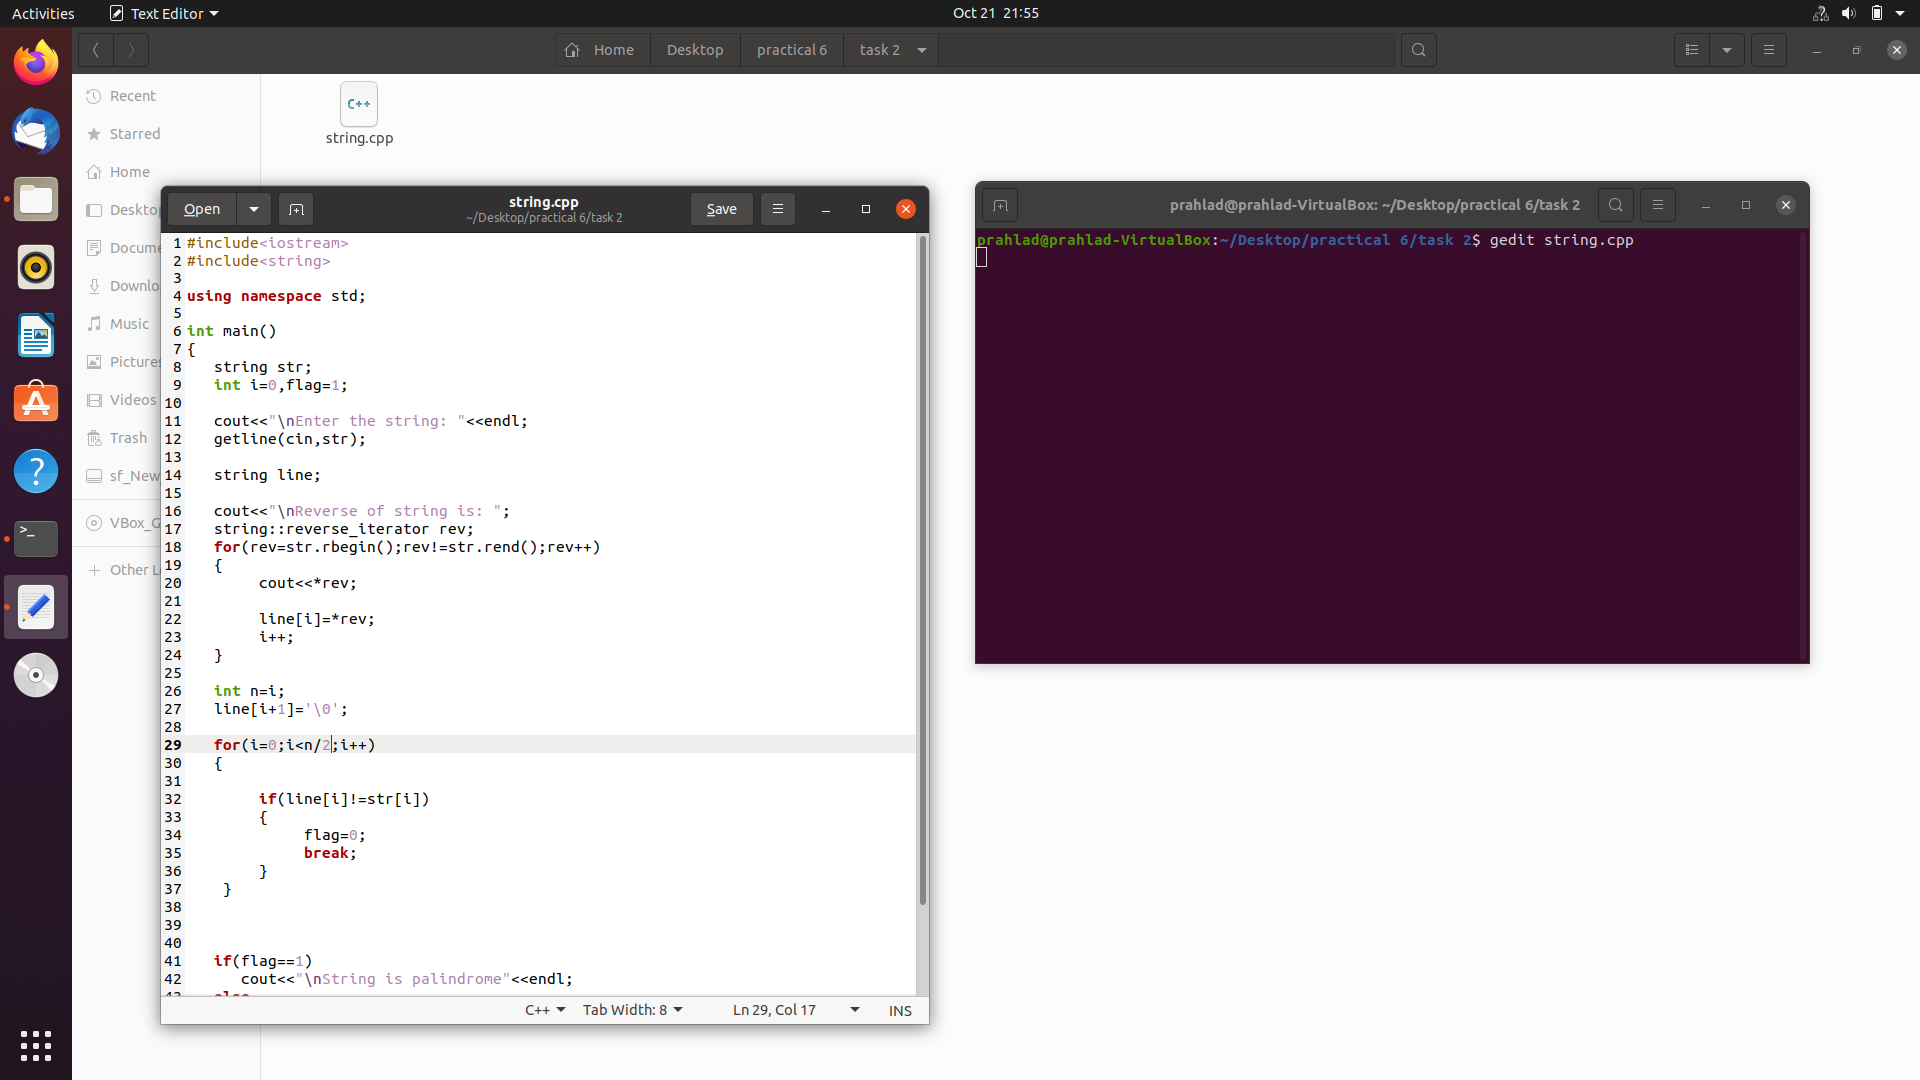 Activities
Text Editor
Oct 21 21:55
Home
Desktop
practical 6
task 2
Recent
Starred
Home
Deskto
Docume
Downlo
Music
Pictures
Videos
Trash
sf_New
VBox_G
Other L
C++
string.cpp
Open
string.cpp
~/Desktop/practical 6/task 2
Save
1 #include<iostream>
2 #include<string>
3
4 using namespace std;
5
6 int main()
7 {
8 string str;
9 int i=0,flag=1;
10
11 cout<<"\nEnter the string: "<<endl;
12 getline(cin,str);
13
14 string line;
15
16 cout<<"\nReverse of string is: ";
17 string::reverse_iterator rev;
18 for(rev=str.rbegin();rev!=str.rend();rev++)
19 {
20 cout<<*rev;
21
22 line[i]=*rev;
23 i++;
24 }
25
26 int n=i;
27 line[i+1]='\0';
28
29 for(i=0;i<n/2;i++)
30 {
31
32 if(line[i]!=str[i])
33 {
34 flag=0;
35 break;
36 }
37 }
38
39
40
41 if(flag==1)
42 cout<<"\nString is palindrome"<<endl;
43 else
C++
Tab Width: 8
Ln 29, Col 17
INS
prahlad@prahlad-VirtualBox: ~/Desktop/practical 6/task 2
prahlad@prahlad-VirtualBox:~/Desktop/practical 6/task 2$ gedit string.cpp